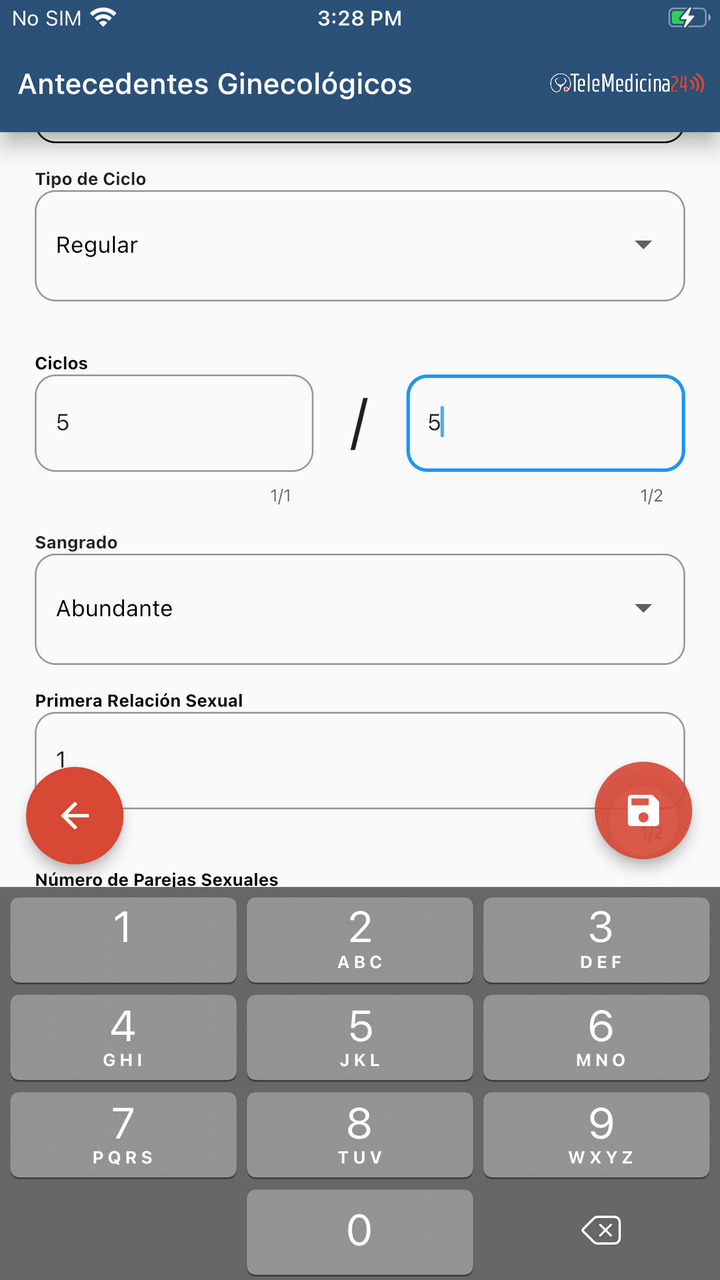 No SIM 3:28 PM
Antecedentes Ginecológicos TeleMedicina24
Tipo de Ciclo
Regular
Ciclos
5 / 5
1/1 1/2
Sangrado
Abundante
Primera Relación Sexual
1
1/2
Número de Parejas Sexuales
1 2 3
ABC DEF
4 5 6
GHI JKL MNO
7 8 9
PQRS TUV WXYZ
0